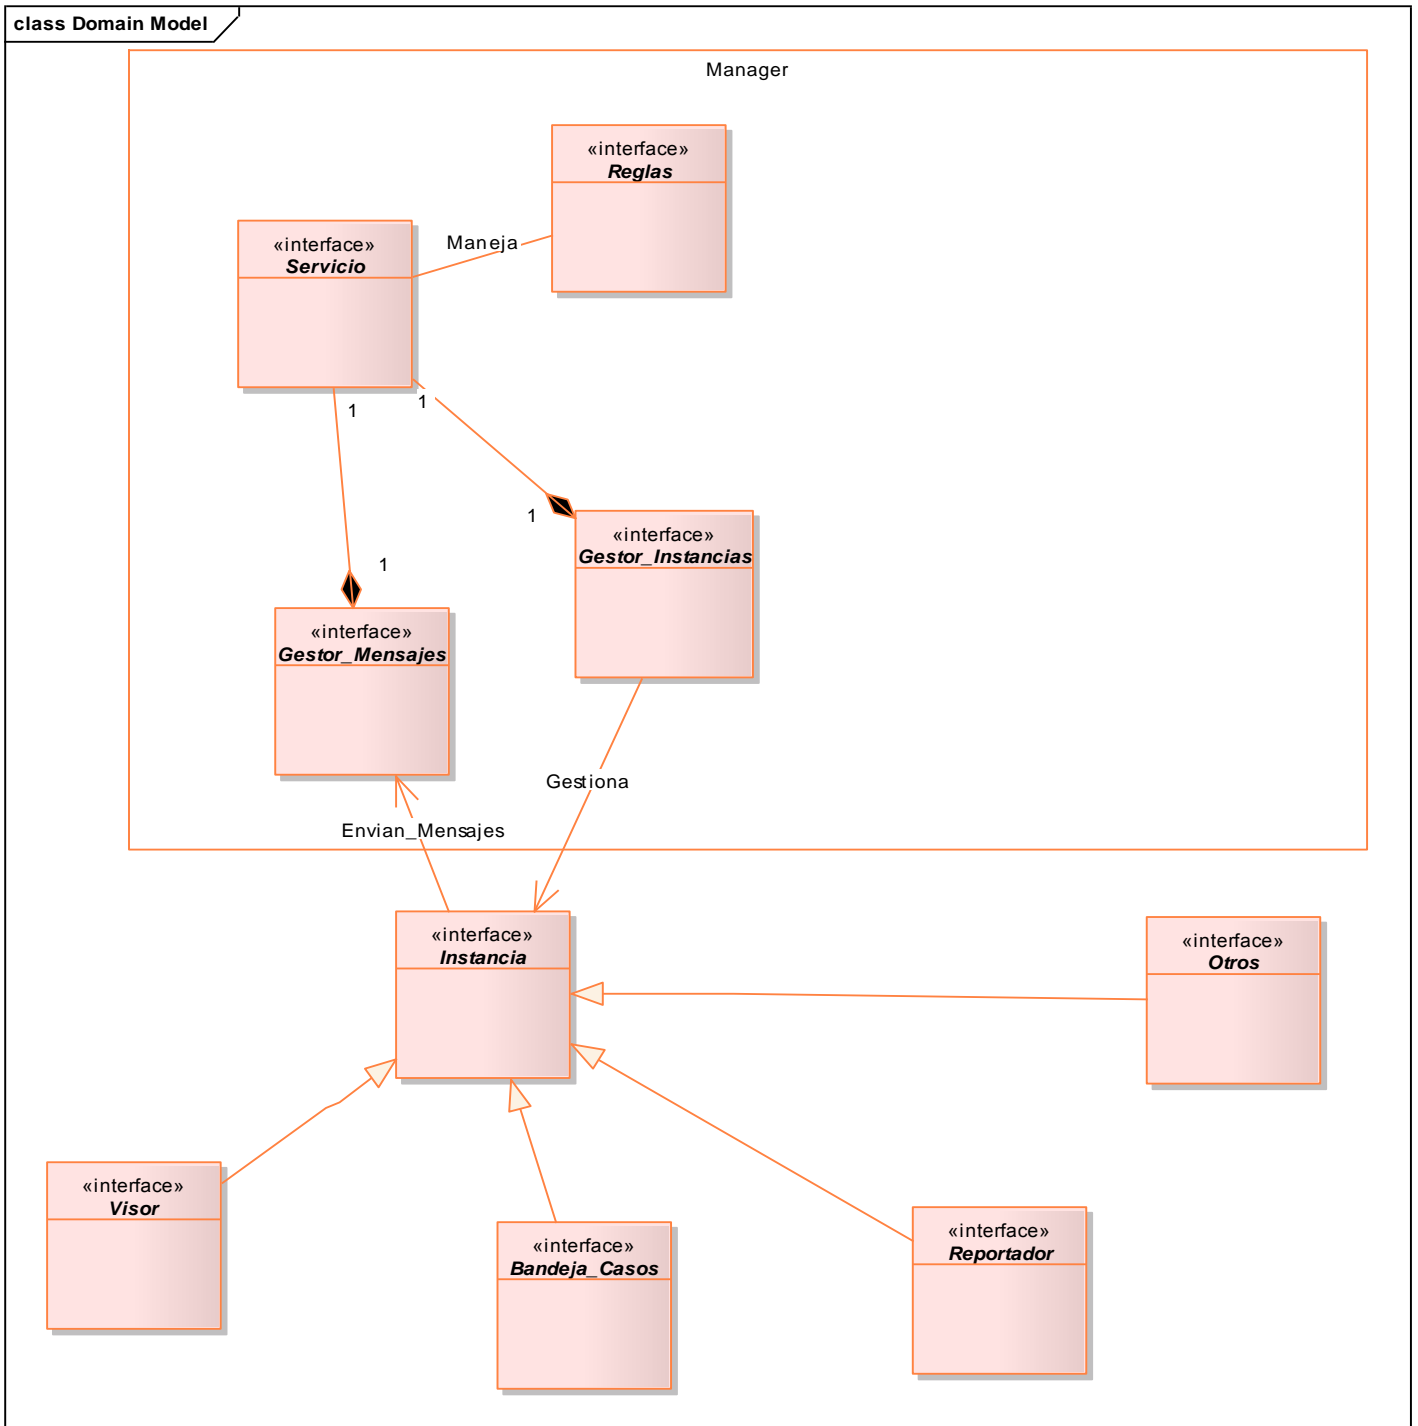 class Domain Model
Manager
«interface»
Reglas
«interface»
Servicio
Maneja
1
1
1
«interface»
Gestor_Instancias
1
«interface»
Gestor_Mensajes
Gestiona
Envian_Mensajes
«interface»
Instancia
«interface»
Otros
«interface»
Visor
«interface»
Bandeja_Casos
«interface»
Reportador